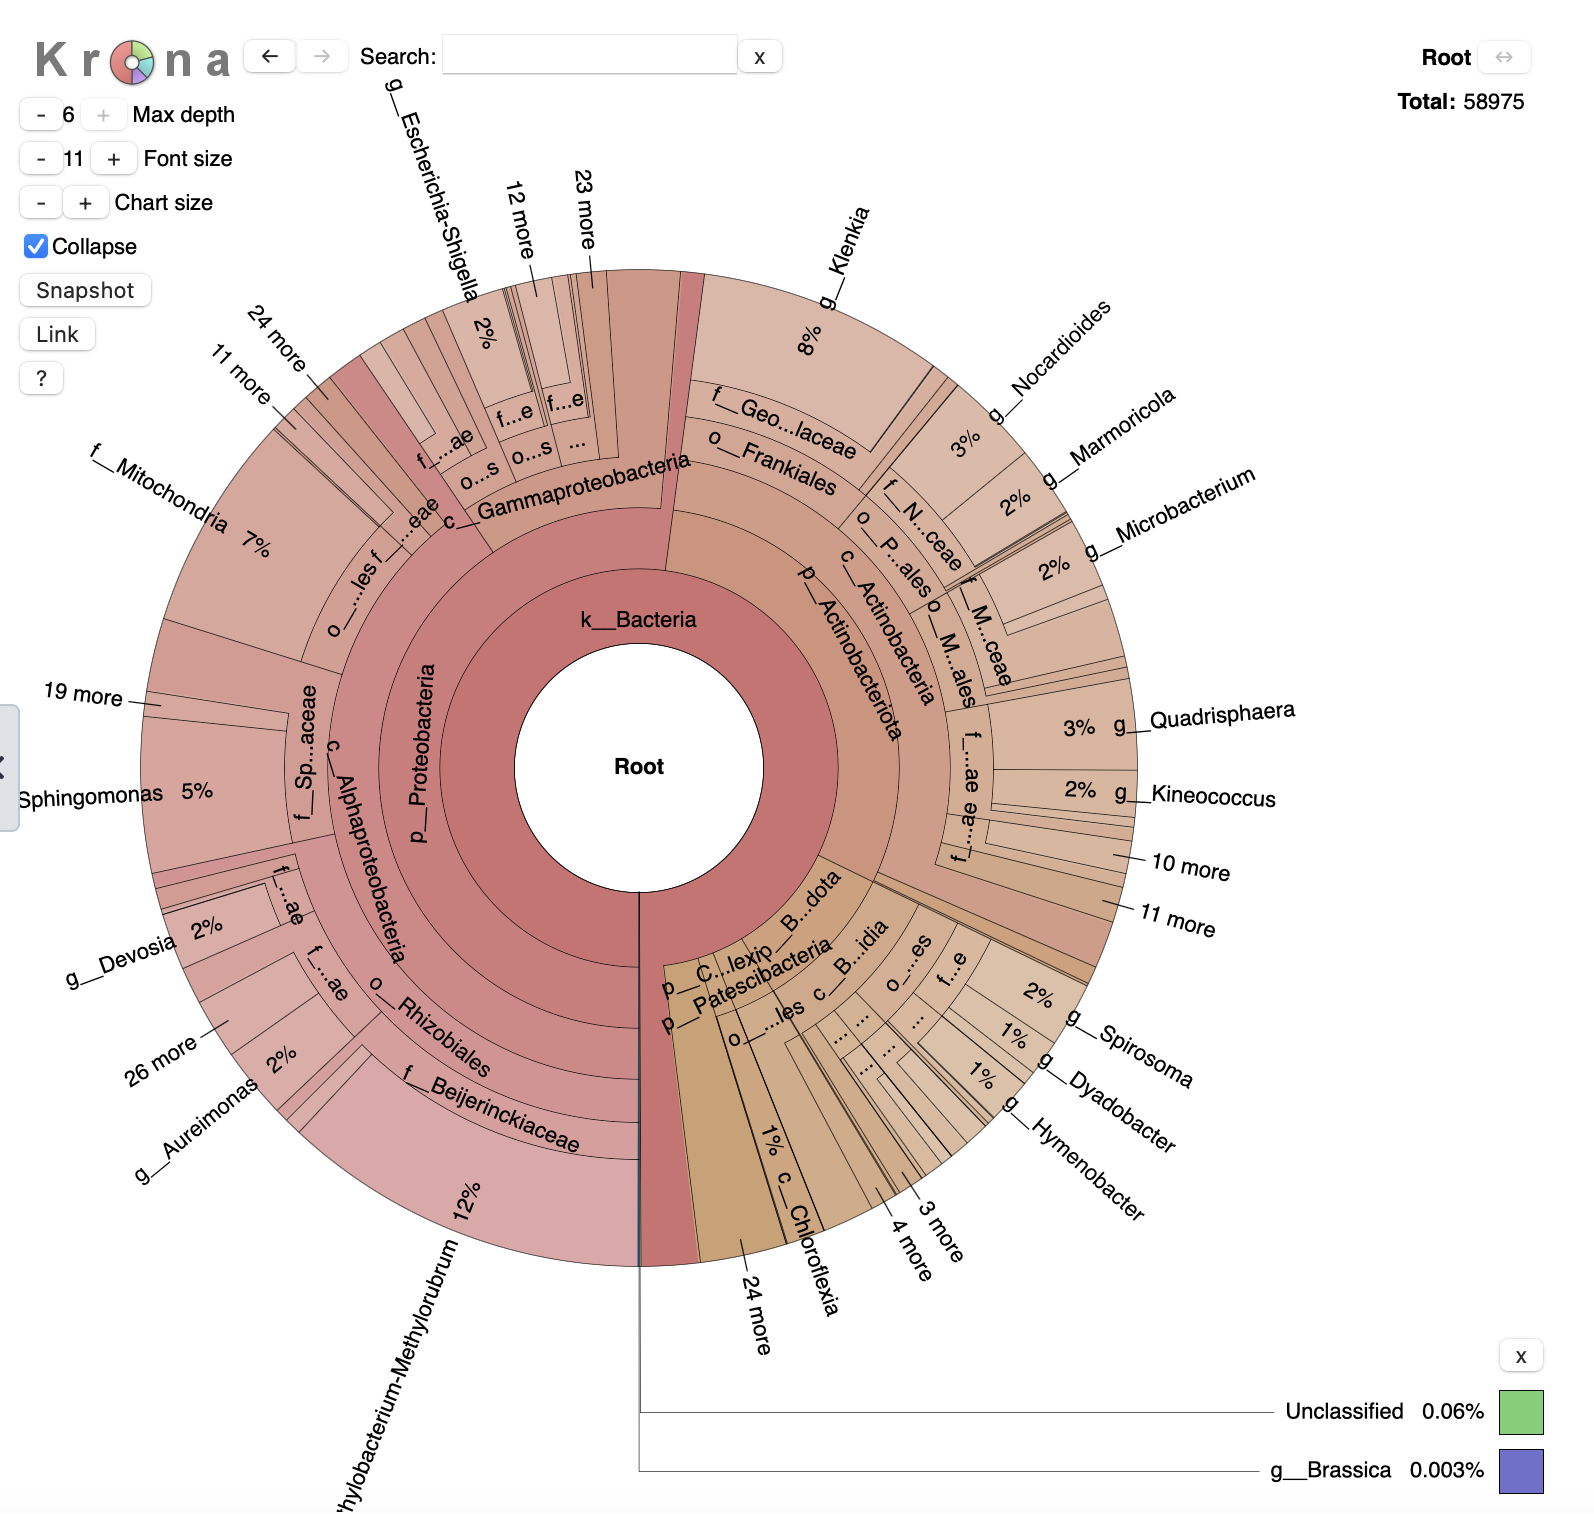 Krona
←
→
Search:
x
Root
↔
Total: 58975
- 6 + Max depth
- 11 + Font size
- + Chart size
Collapse
Snapshot
Link
?
g__Escherichia-Shigella
2%
12 more
23 more
24 more
11 more
f__Mitochondria
7%
19 more
Sphingomonas
5%
g__Devosia
2%
26 more
g__Aureimonas
2%
hylobacterium-Methylorubrum
12%
g__Klenkia
8%
g__Nocardioides
3%
g__Marmoricola
2%
g__Microbacterium
2%
g__Quadrisphaera
3%
g__Kineococcus
2%
10 more
11 more
g__Spirosoma
2%
g__Dyadobacter
1%
g__Hymenobacter
1%
3 more
4 more
c__Chloroflexia
1%
24 more
Root
k__Bacteria
p__Proteobacteria
c__Alphaproteobacteria
o__Rhizobiales
f__Beijerinckiaceae
f...ae
f...ae
f__Sp...aceae
o__...les
f__...eae
c__Gammaproteobacteria
f__...ae
o...s
f...e
o...s
f...e
...
p__Actinobacteriota
c__Actinobacteria
o__Frankiales
f__Geo...laceae
o__P...ales
f__N...ceae
o__M...ales
f__M...ceae
f__...ae
f__...ae
p__B...dota
c__B...idia
o__...es
f...e
...
...
...
...
...
o__...les
p__C...lexi
p__Patescibacteria
x
Unclassified 0.06%
g__Brassica 0.003%